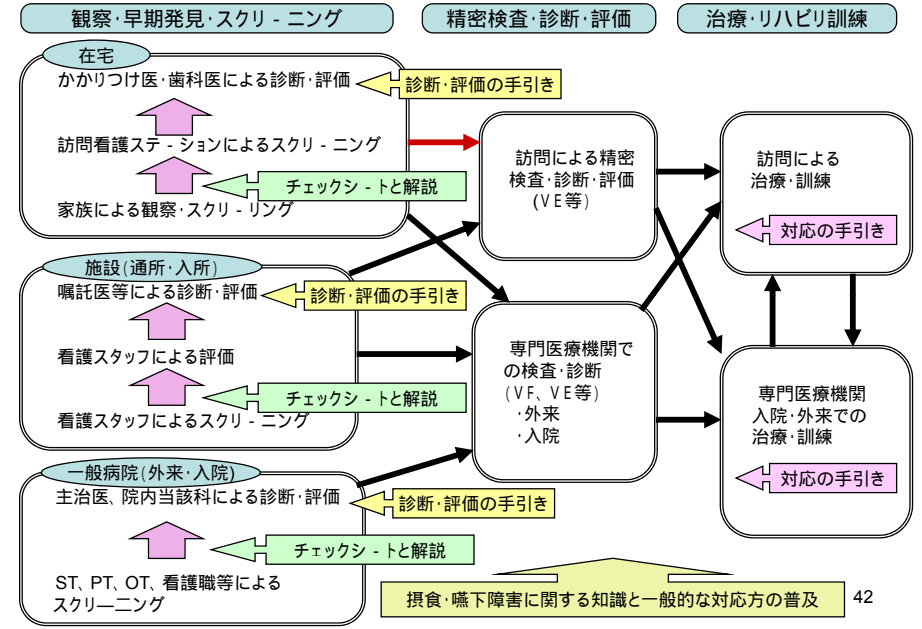 観察･早期発見･スクリ - ニング
精密検査･診断･評価
治療･リハビリ訓練
在宅
かかりつけ医･歯科医による診断･評価
診断･評価の手引き
訪問看護ステ - ションによるスクリ - ニング
チェックシ - トと解説
家族による観察･スクリ - リング
施設(通所･入所)
嘱託医等による診断･評価
診断･評価の手引き
看護スタッフによる評価
チェックシ - トと解説
看護スタッフによるスクリ - ニング
一般病院(外来･入院)
主治医、院内当該科による診断･評価
診断･評価の手引き
チェックシ - トと解説
ST、PT、OT、看護職等による
スクリ―ニング
訪問による精密
検査･診断･評価
(VE等)
専門医療機関で
の検査･診断
(VF、VE等)
･外来
･入院
訪問による
治療･訓練
対応の手引き
専門医療機関
入院･外来での
治療･訓練
対応の手引き
摂食･嚥下障害に関する知識と一般的な対応方の普及
42